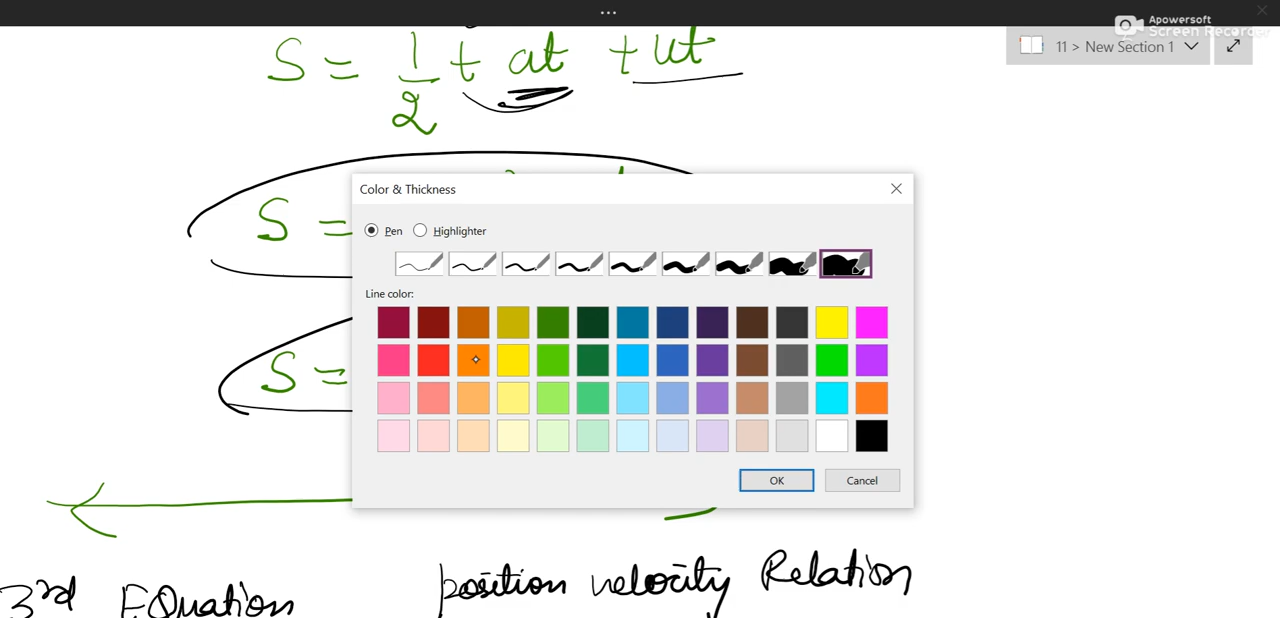 ...
Apowersoft
Screen Recorder
11 > New Section 1
S = 1/2 t at + ut
Color & Thickness
Pen Highlighter
S =
Line color:
S =
OK Cancel
3rd Equation position velocity Relation